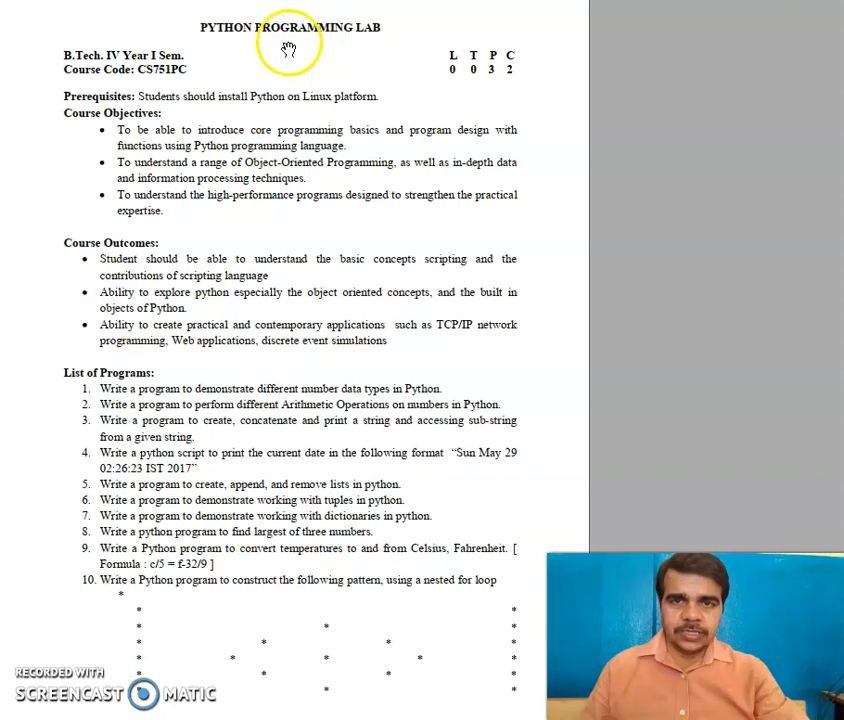 PYTHON PROGRAMMING LAB
B.Tech. IV Year I Sem. L T P C
Course Code: CS751PC 0 0 3 2
Prerequisites: Students should install Python on Linux platform.
Course Objectives:
• To be able to introduce core programming basics and program design with
functions using Python programming language.
• To understand a range of Object-Oriented Programming, as well as in-depth data
and information processing techniques.
• To understand the high-performance programs designed to strengthen the practical
expertise.
Course Outcomes:
• Student should be able to understand the basic concepts scripting and the
contributions of scripting language
• Ability to explore python especially the object oriented concepts, and the built in
objects of Python.
• Ability to create practical and contemporary applications such as TCP/IP network
programming, Web applications, discrete event simulations
List of Programs:
1. Write a program to demonstrate different number data types in Python.
2. Write a program to perform different Arithmetic Operations on numbers in Python.
3. Write a program to create, concatenate and print a string and accessing sub-string
from a given string.
4. Write a python script to print the current date in the following format “Sun May 29
02:26:23 IST 2017”
5. Write a program to create, append, and remove lists in python.
6. Write a program to demonstrate working with tuples in python.
7. Write a program to demonstrate working with dictionaries in python.
8. Write a python program to find largest of three numbers.
9. Write a Python program to convert temperatures to and from Celsius, Fahrenheit. [
Formula : c/5 = f-32/9 ]
10. Write a Python program to construct the following pattern, using a nested for loop
*
* *
* * *
* * * *
* * * * *
* * * *
* * *
RECORDED WITH
SCREENCAST MATIC